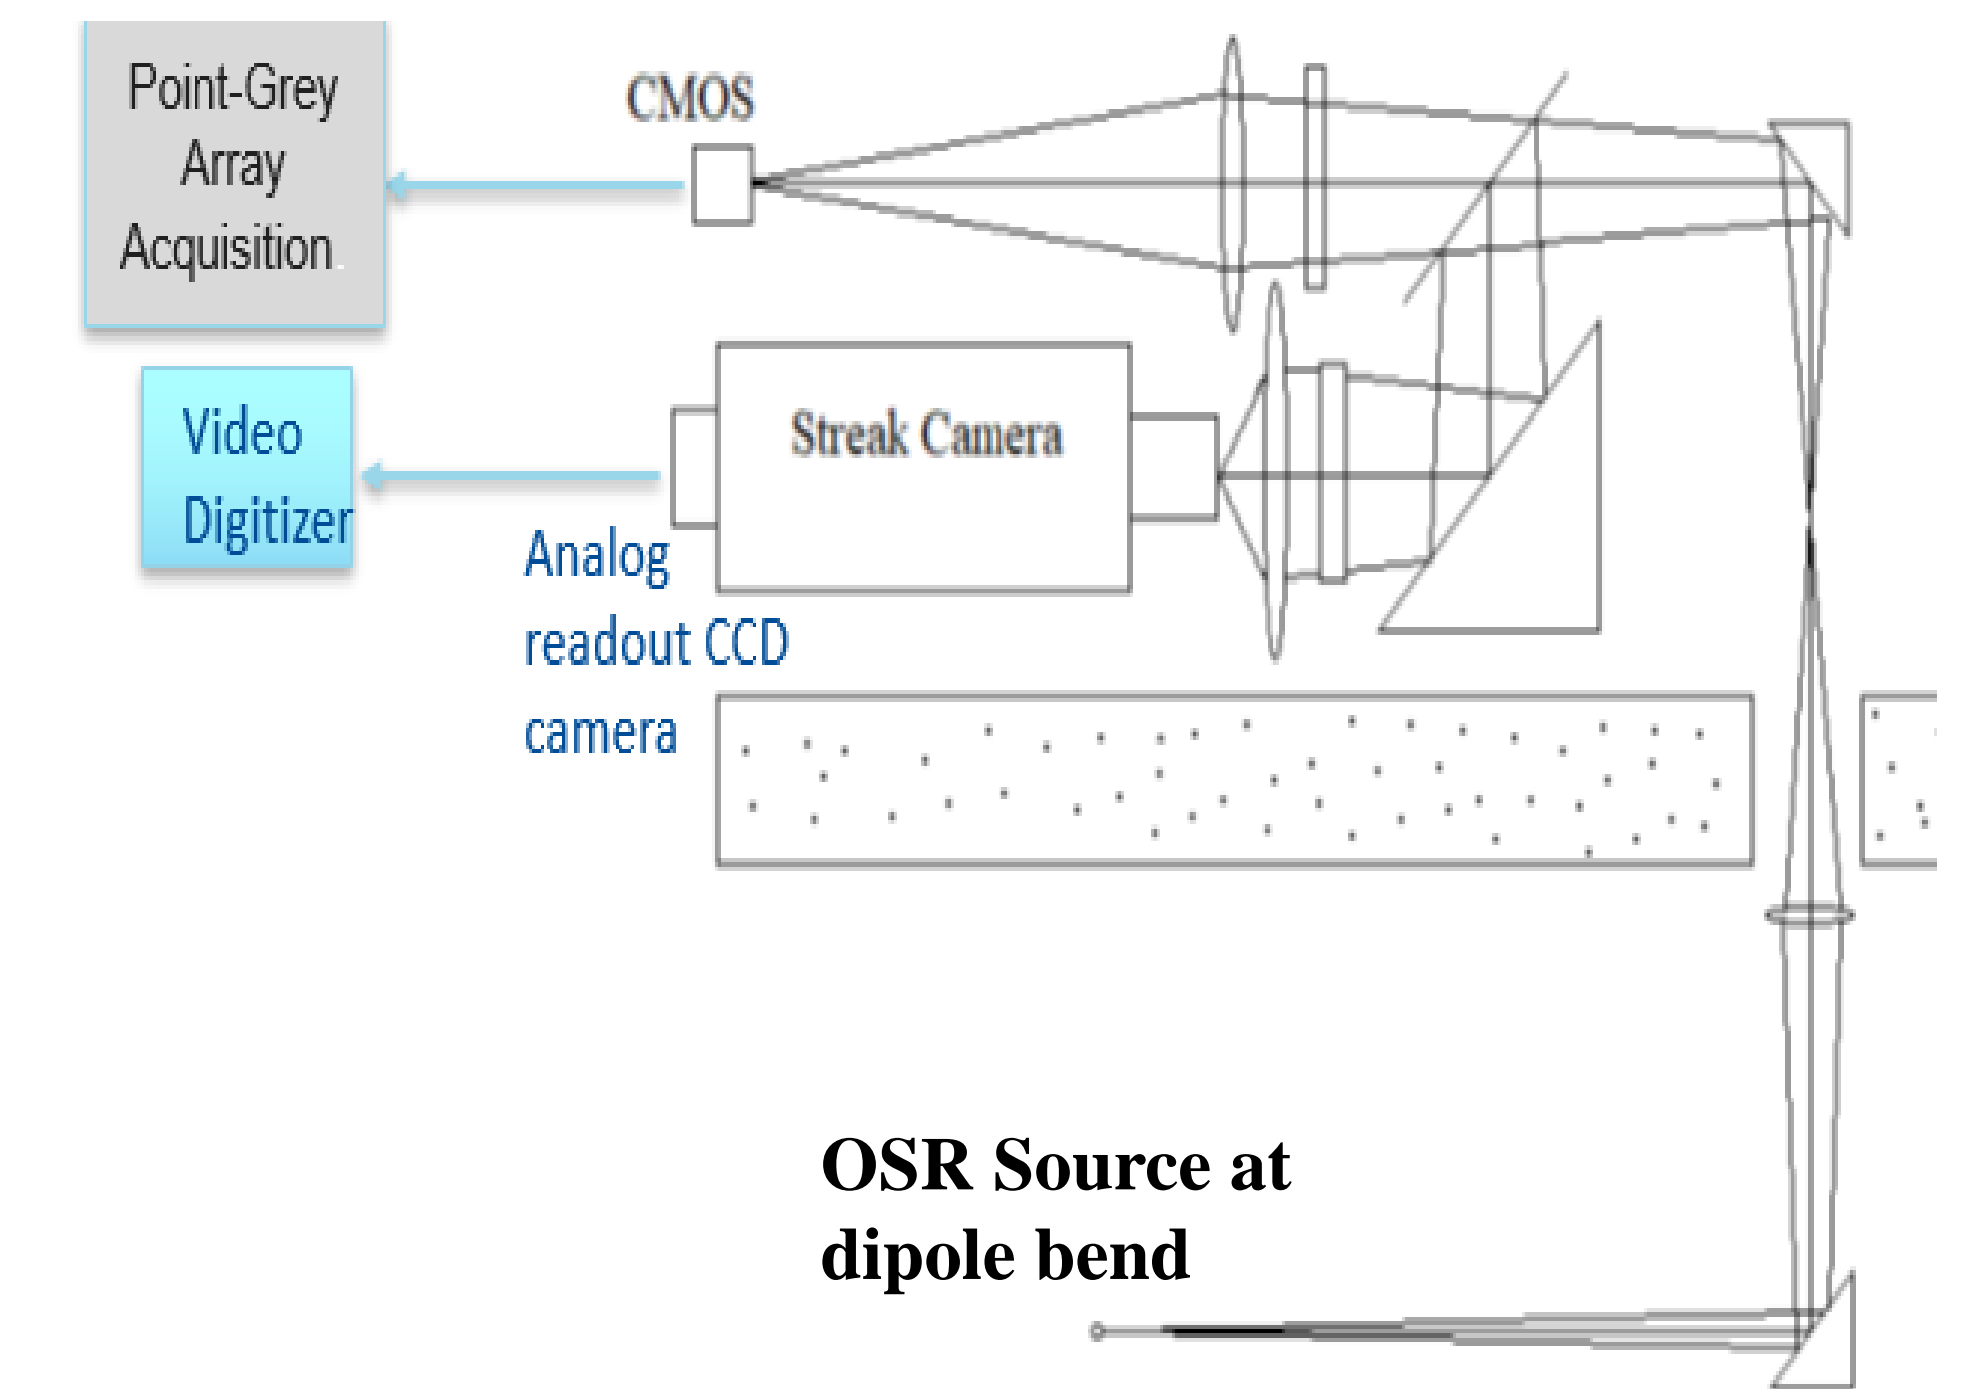 Point-Grey
Array
Acquisition.
CMOS
Video
Digitizer
Streak Camera
Analog
readout CCD
camera
OSR Source at
dipole bend